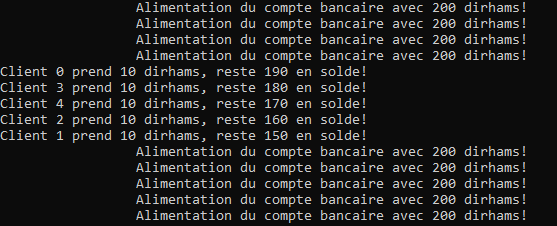 Alimentation du compte bancaire avec 200 dirhams!
Alimentation du compte bancaire avec 200 dirhams!
Alimentation du compte bancaire avec 200 dirhams!
Alimentation du compte bancaire avec 200 dirhams!
Client 0 prend 10 dirhams, reste 190 en solde!
Client 3 prend 10 dirhams, reste 180 en solde!
Client 4 prend 10 dirhams, reste 170 en solde!
Client 2 prend 10 dirhams, reste 160 en solde!
Client 1 prend 10 dirhams, reste 150 en solde!
Alimentation du compte bancaire avec 200 dirhams!
Alimentation du compte bancaire avec 200 dirhams!
Alimentation du compte bancaire avec 200 dirhams!
Alimentation du compte bancaire avec 200 dirhams!
Alimentation du compte bancaire avec 200 dirhams!